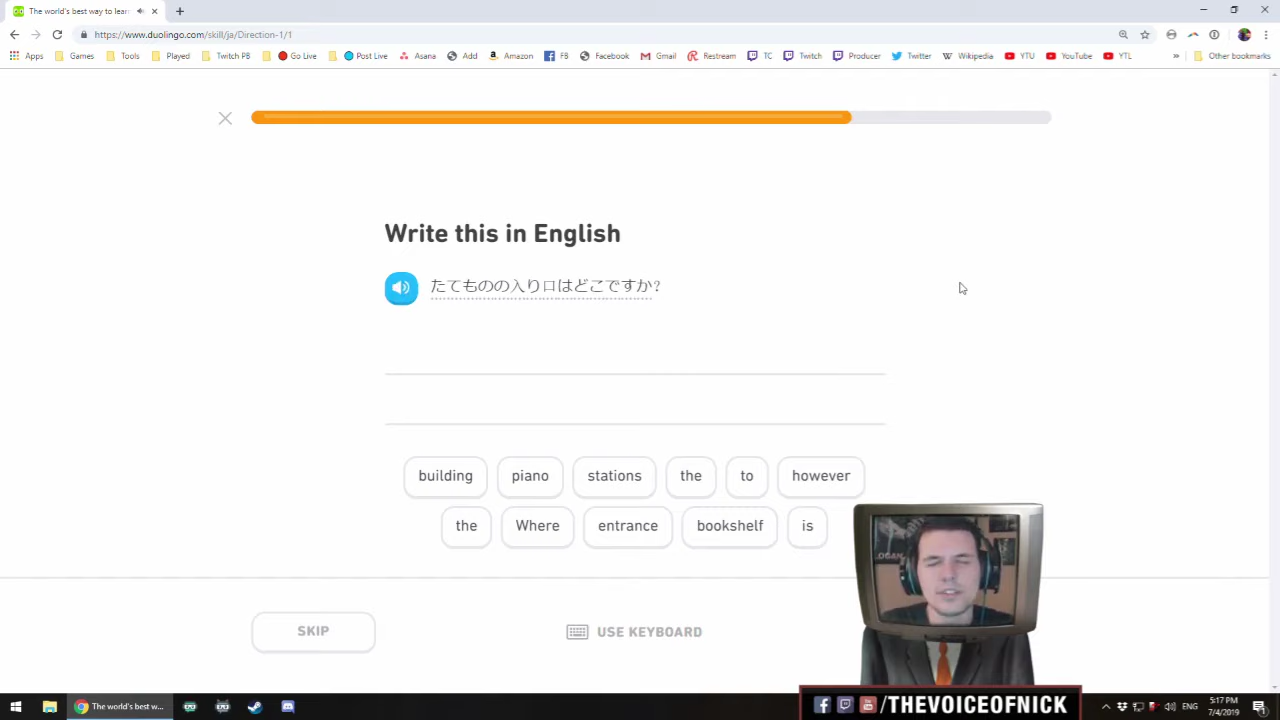 The world's best way to lear
https://www.duolingo.com/skill/ja/Direction-1/1
Apps Games Tools Played Twitch PB Go Live Post Live Asana Add Amazon FB Facebook Gmail Restream TC Twitch Producer Twitter Wikipedia YTU YouTube YTL » Other bookmarks
Write this in English
たてものの入り口はどこですか?
building piano stations the to however
the Where entrance bookshelf is
SKIP
USE KEYBOARD
/THEVOICEOFNICK
The world's best w...
ENG
5:17 PM
7/4/2019